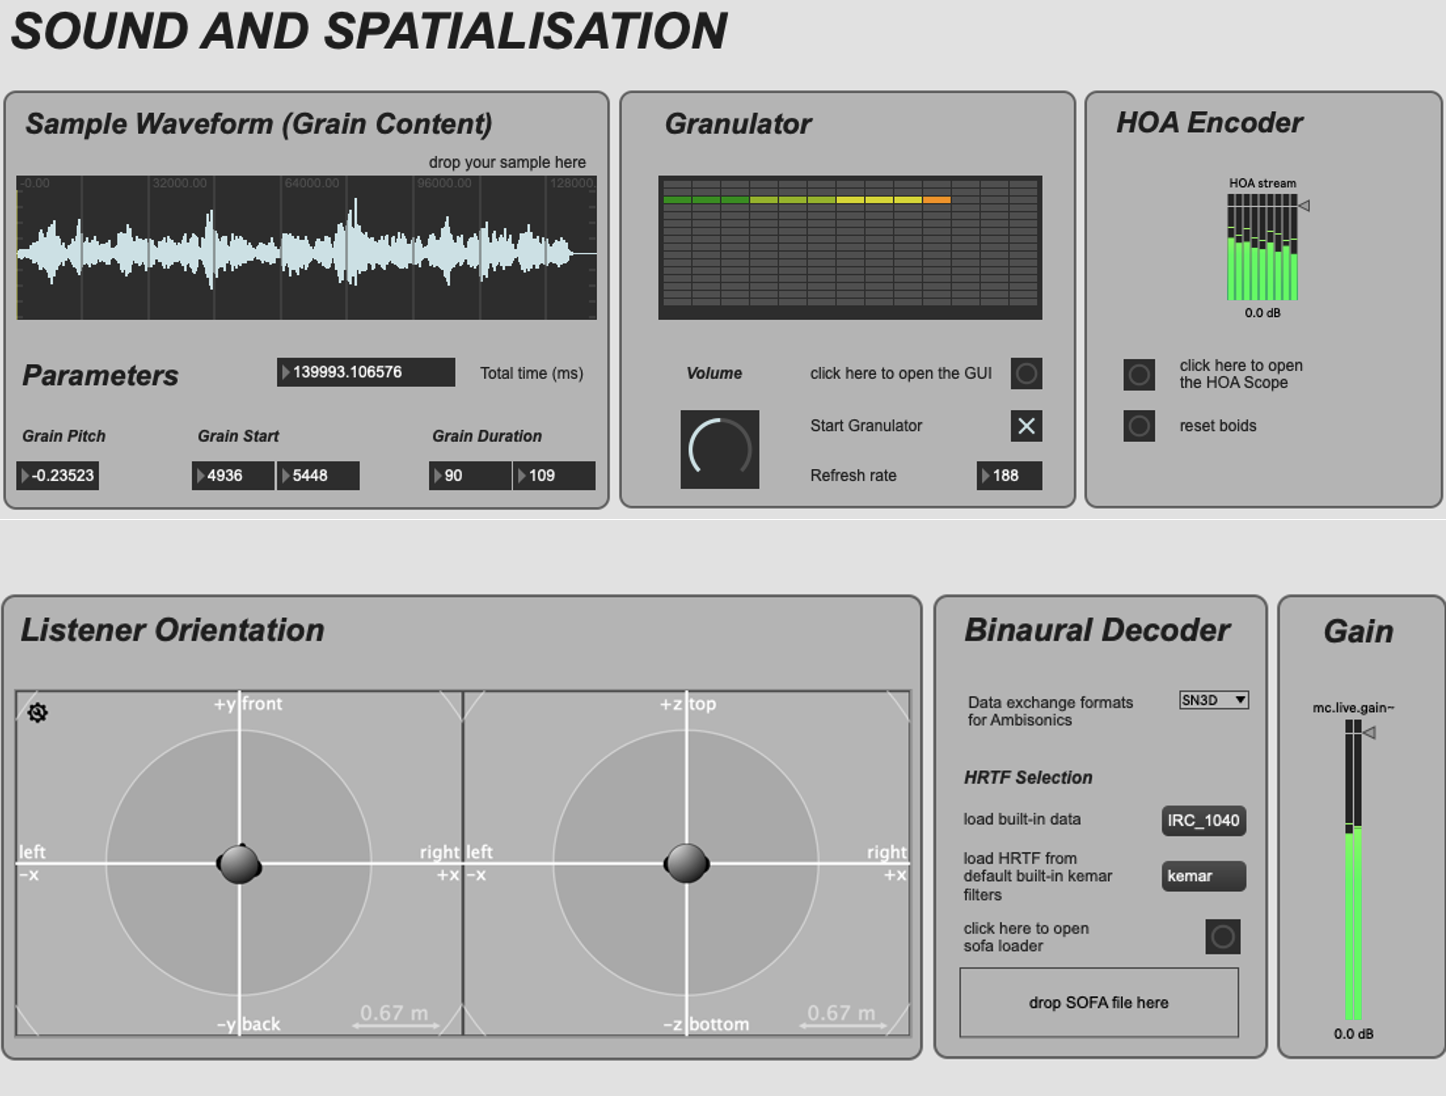 SOUND AND SPATIALISATION
Sample Waveform (Grain Content)
drop your sample here
-0.00 32000.00 64000.00 96000.00 128000.
Parameters
139993.106576 Total time (ms)
Grain Pitch Grain Start Grain Duration
-0.23523 4936 5448 90 109
Granulator
Volume
click here to open the GUI
Start Granulator
Refresh rate 188
HOA Encoder
HOA stream
0.0 dB
click here to open
the HOA Scope
reset boids
Listener Orientation
+y front
left
-x
right
+x
-y back
0.67 m
+z top
left
-x
right
+x
-z bottom
0.67 m
Binaural Decoder
Data exchange formats
for Ambisonics
SN3D
HRTF Selection
load built-in data IRC_1040
load HRTF from
default built-in kemar
filters
kemar
click here to open
sofa loader
drop SOFA file here
Gain
mc.live.gain~
0.0 dB